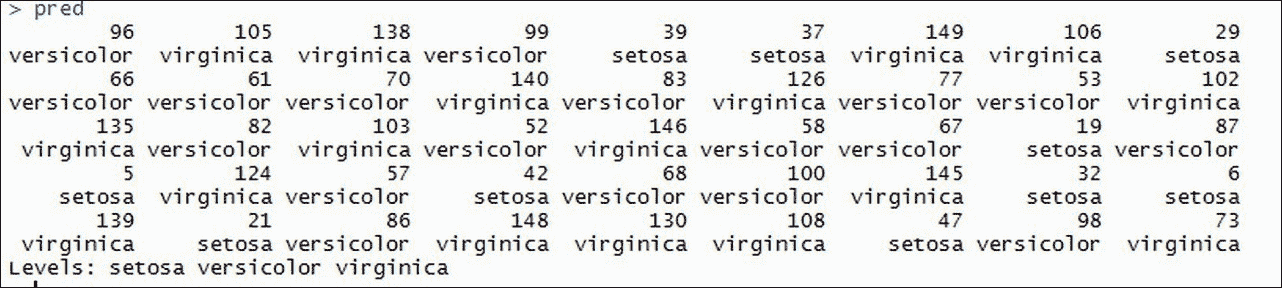 > pred
96 105 138 99 39 37 149 106 29
versicolor virginica virginica versicolor setosa setosa virginica virginica setosa
66 61 70 140 83 126 77 53 102
versicolor versicolor versicolor virginica versicolor virginica versicolor versicolor virginica
135 82 103 52 146 58 67 19 87
virginica versicolor virginica versicolor virginica versicolor versicolor setosa versicolor
5 124 57 42 68 100 145 32 6
setosa virginica versicolor setosa versicolor versicolor virginica setosa setosa
139 21 86 148 130 108 47 98 73
virginica setosa versicolor virginica virginica virginica setosa versicolor virginica
Levels: setosa versicolor virginica